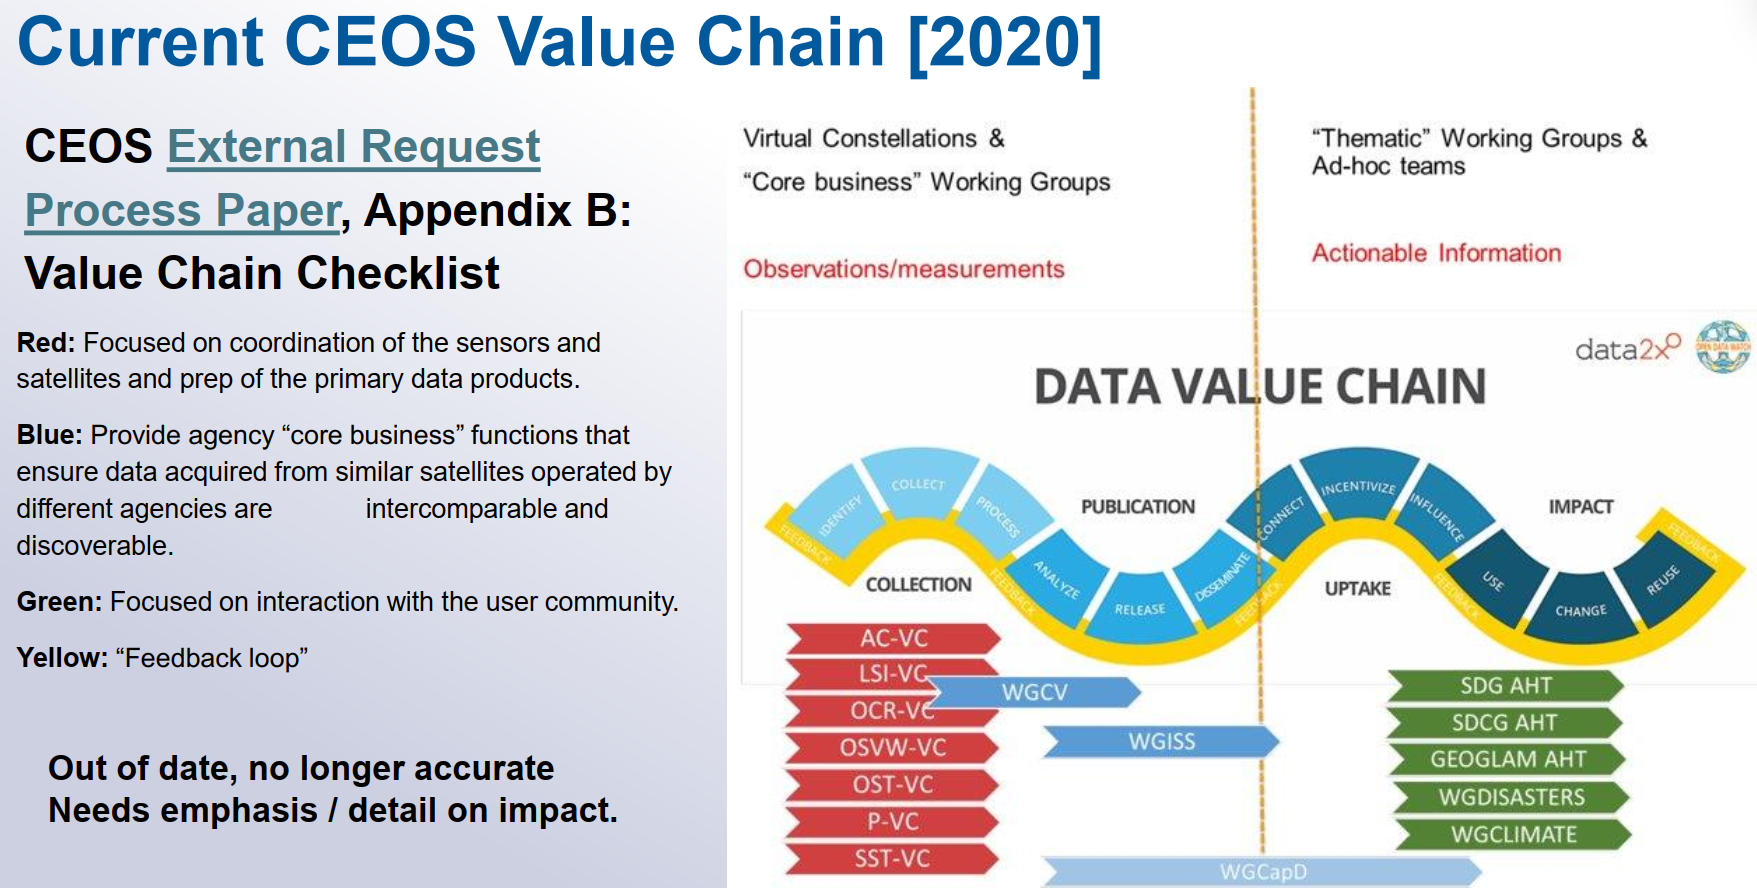 Current CEOS Value Chain [2020]
CEOS External Request
Process Paper, Appendix B:
Value Chain Checklist
Red: Focused on coordination of the sensors and
satellites and prep of the primary data products.
Blue: Provide agency “core business” functions that
ensure data acquired from similar satellites operated by
different agencies are intercomparable and
discoverable.
Green: Focused on interaction with the user community.
Yellow: “Feedback loop”
Out of date, no longer accurate
Needs emphasis / detail on impact.
Virtual Constellations &
“Core business” Working Groups
Observations/measurements
“Thematic” Working Groups &
Ad-hoc teams
Actionable Information
data2x
OPEN DATA WATCH
DATA VALUE CHAIN
FEEDBACK
IDENTIFY
COLLECT
PROCESS
COLLECTION
FEEDBACK
PUBLICATION
ANALYZE
RELEASE
DISSEMINATE
FEEDBACK
CONNECT
INCENTIVIZE
INFLUENCE
UPTAKE
FEEDBACK
IMPACT
USE
CHANGE
REUSE
FEEDBACK
AC-VC
LSI-VC
OCR-VC
OSVW-VC
OST-VC
P-VC
SST-VC
WGCV
WGISS
WGCapD
SDG AHT
SDCG AHT
GEOGLAM AHT
WGDISASTERS
WGCLIMATE